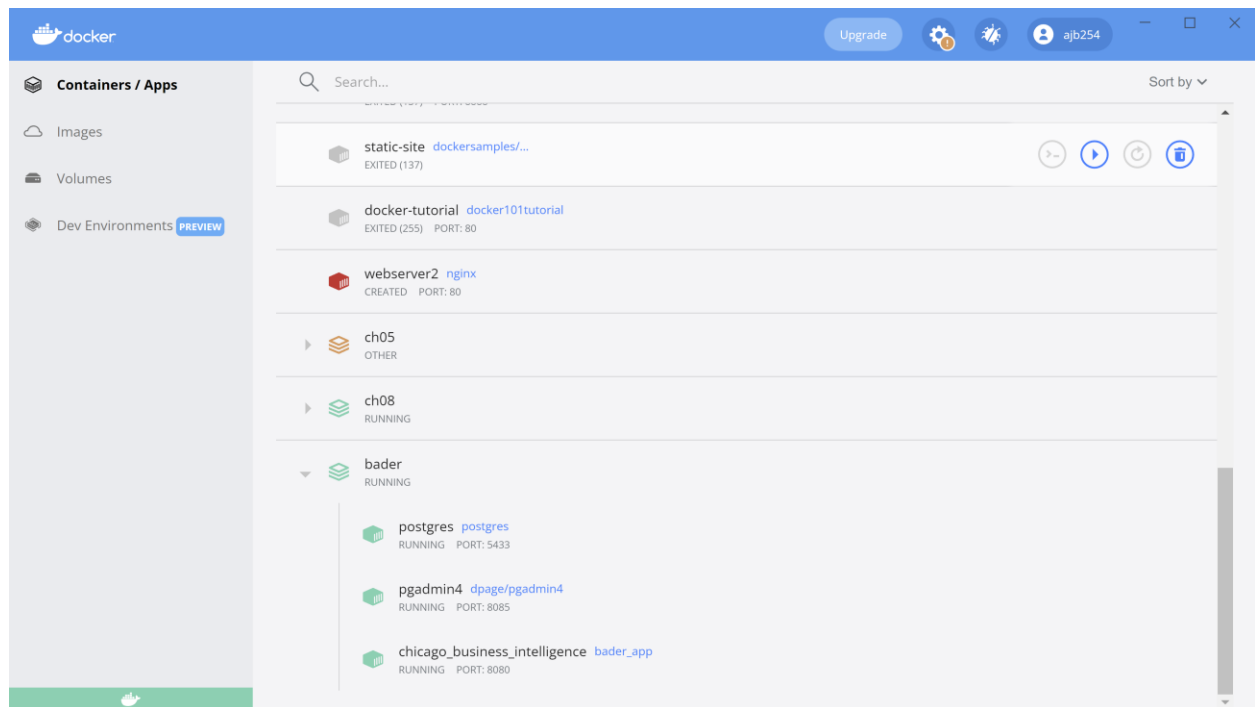 docker
Upgrade
ajb254
Containers / Apps
Search...
Sort by
Images
Volumes
Dev Environments PREVIEW
static-site dockersamples/...
EXITED (137)
docker-tutorial docker101tutorial
EXITED (255) PORT: 80
webserver2 nginx
CREATED PORT: 80
ch05
OTHER
ch08
RUNNING
bader
RUNNING
postgres postgres
RUNNING PORT: 5433
pgadmin4 dpage/pgadmin4
RUNNING PORT: 8085
chicago_business_intelligence bader_app
RUNNING PORT: 8080